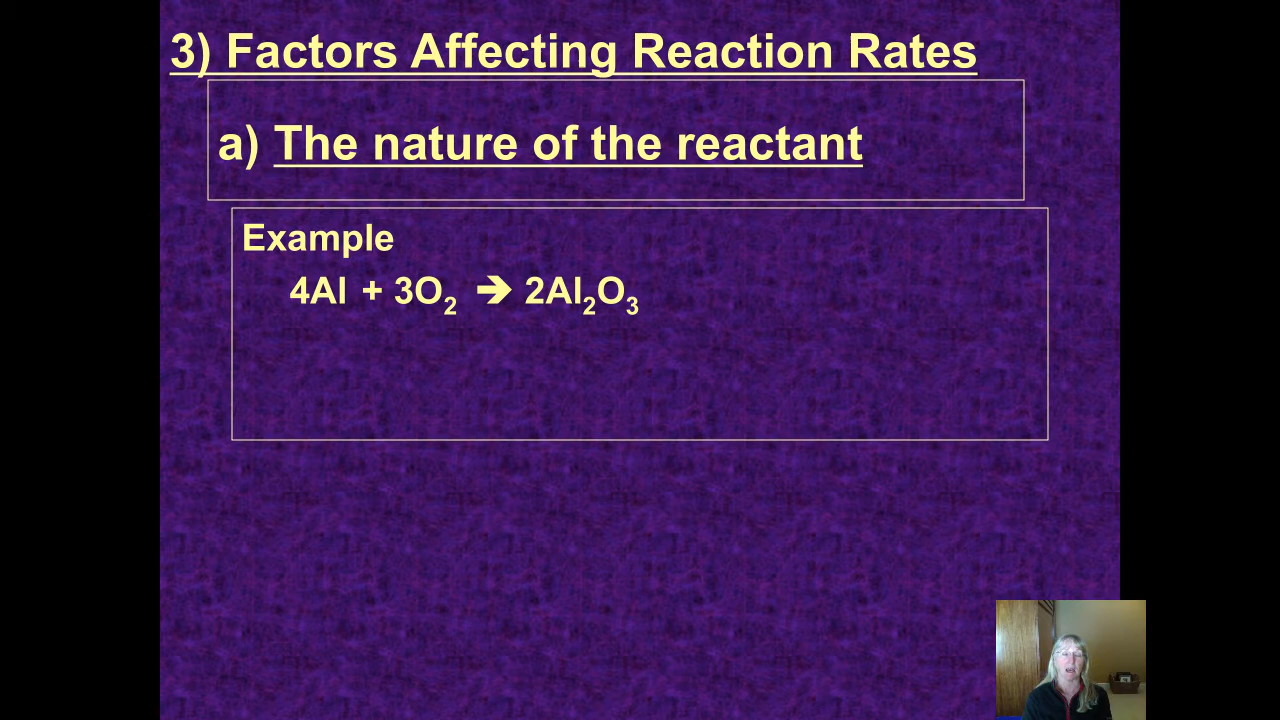 3) Factors Affecting Reaction Rates
a) The nature of the reactant
Example
4Al + 3O₂ ➔ 2Al₂O₃